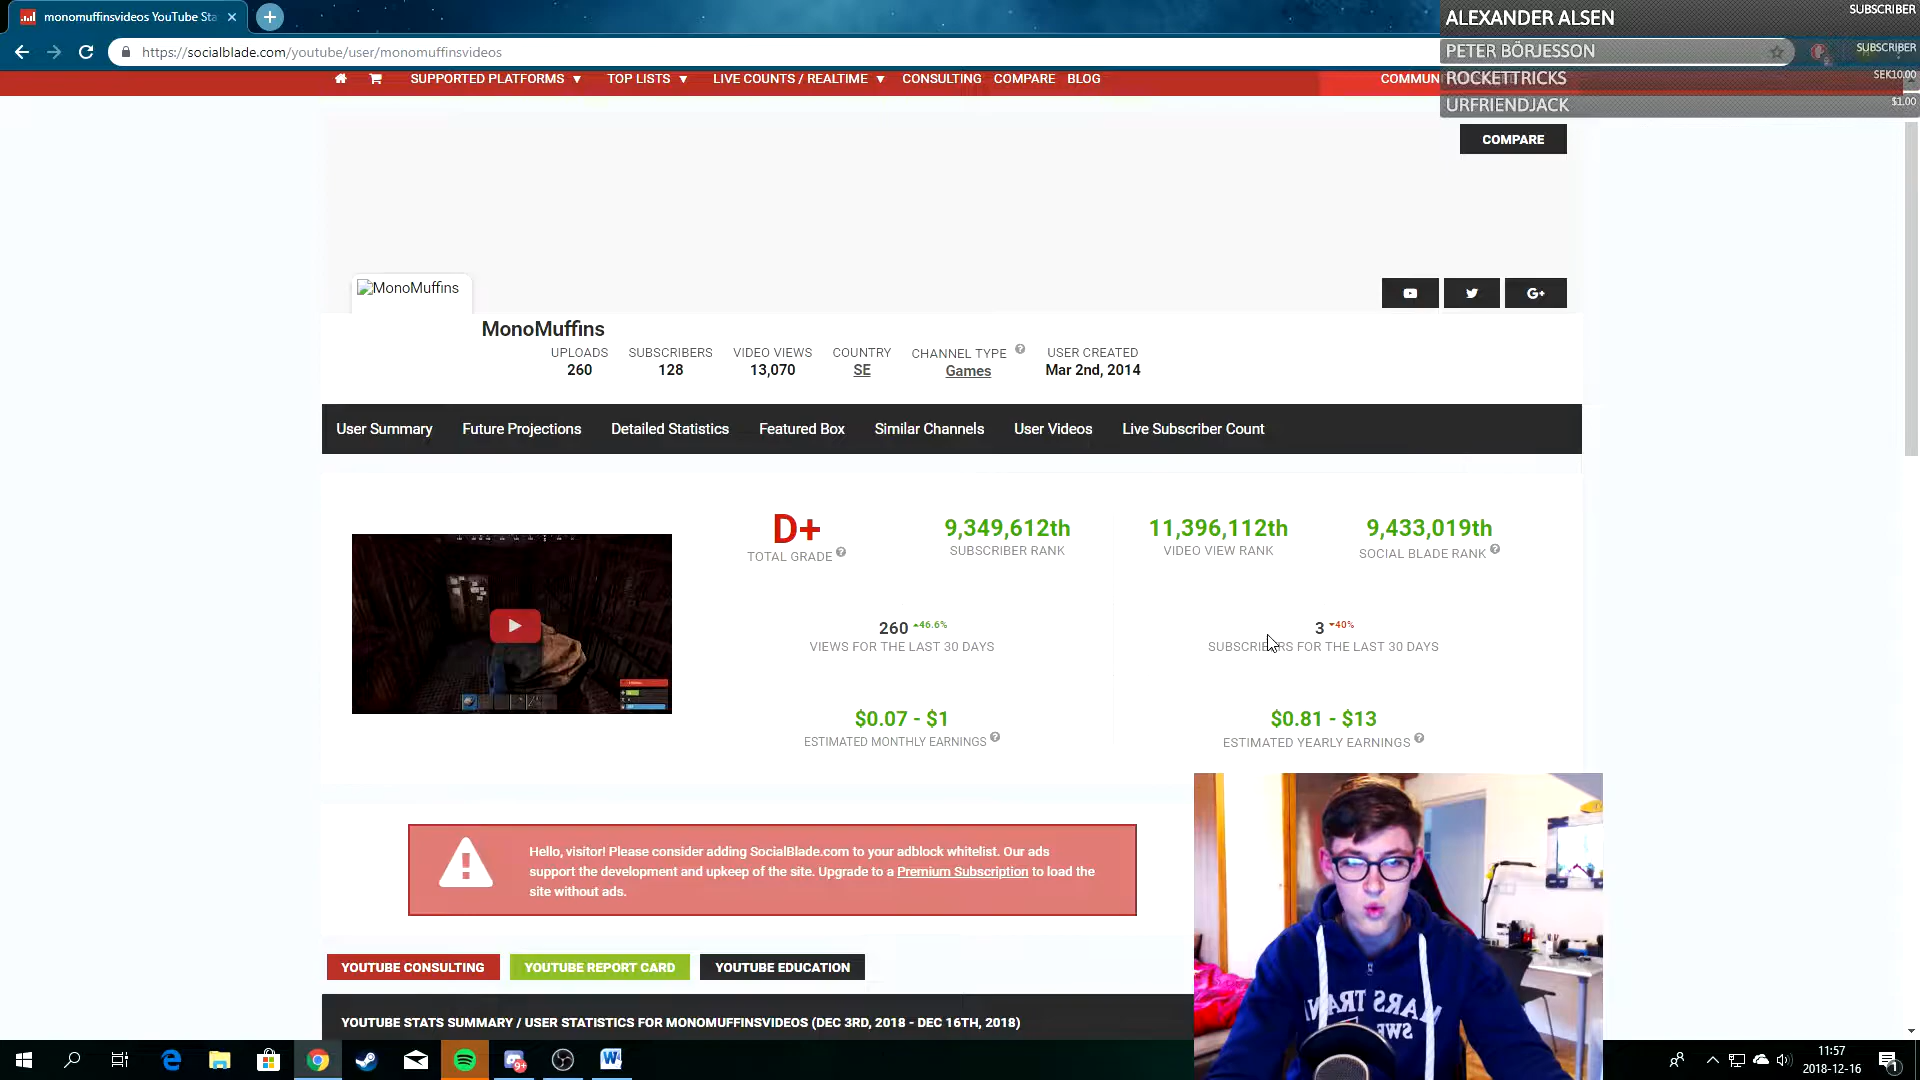 monomuffinsvideos YouTube Sta
https://socialblade.com/youtube/user/monomuffinsvideos
ALEXANDER ALSEN SUBSCRIBER
PETER BÖRJESSON SUBSCRIBER
ROCKETTRICKS SEK10.00
URFRIENDJACK $1.00
SUPPORTED PLATFORMS TOP LISTS LIVE COUNTS / REALTIME CONSULTING COMPARE BLOG COMMUN
COMPARE
MonoMuffins
G+
MonoMuffins
UPLOADS SUBSCRIBERS VIDEO VIEWS COUNTRY CHANNEL TYPE USER CREATED
260 128 13,070 SE Games Mar 2nd, 2014
User Summary Future Projections Detailed Statistics Featured Box Similar Channels User Videos Live Subscriber Count
D+ 9,349,612th 11,396,112th 9,433,019th
TOTAL GRADE SUBSCRIBER RANK VIDEO VIEW RANK SOCIAL BLADE RANK
260 46.6% 3 40%
VIEWS FOR THE LAST 30 DAYS SUBSCRIBERS FOR THE LAST 30 DAYS
$0.07 - $1 $0.81 - $13
ESTIMATED MONTHLY EARNINGS ESTIMATED YEARLY EARNINGS
Hello, visitor! Please consider adding SocialBlade.com to your adblock whitelist. Our ads
support the development and upkeep of the site. Upgrade to a Premium Subscription to load the
site without ads.
YOUTUBE CONSULTING YOUTUBE REPORT CARD YOUTUBE EDUCATION
YOUTUBE STATS SUMMARY / USER STATISTICS FOR MONOMUFFINSVIDEOS (DEC 3RD, 2018 - DEC 16TH, 2018)
11:57
2018-12-16